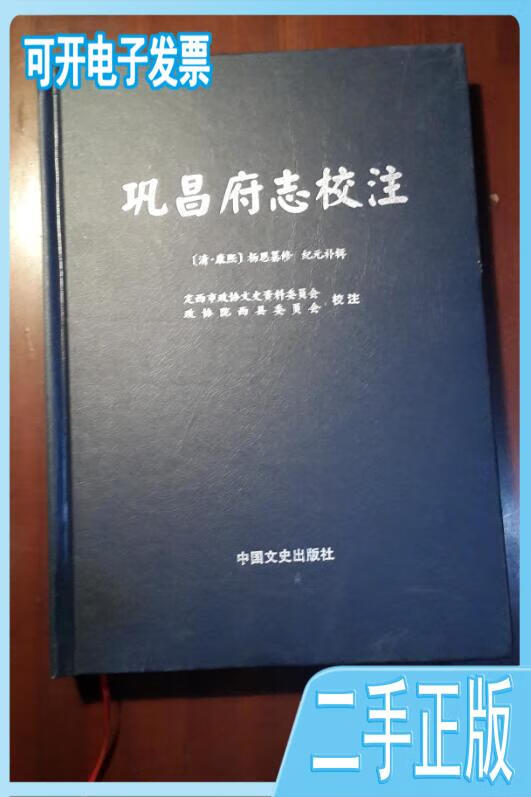 可开电子发票
巩昌府志校注
〔清·康熙〕杨恩纂修 纪元补辑
定西市政协文史资料委员会
政协陇西县委员会
校注
中国文史出版社
二手正版